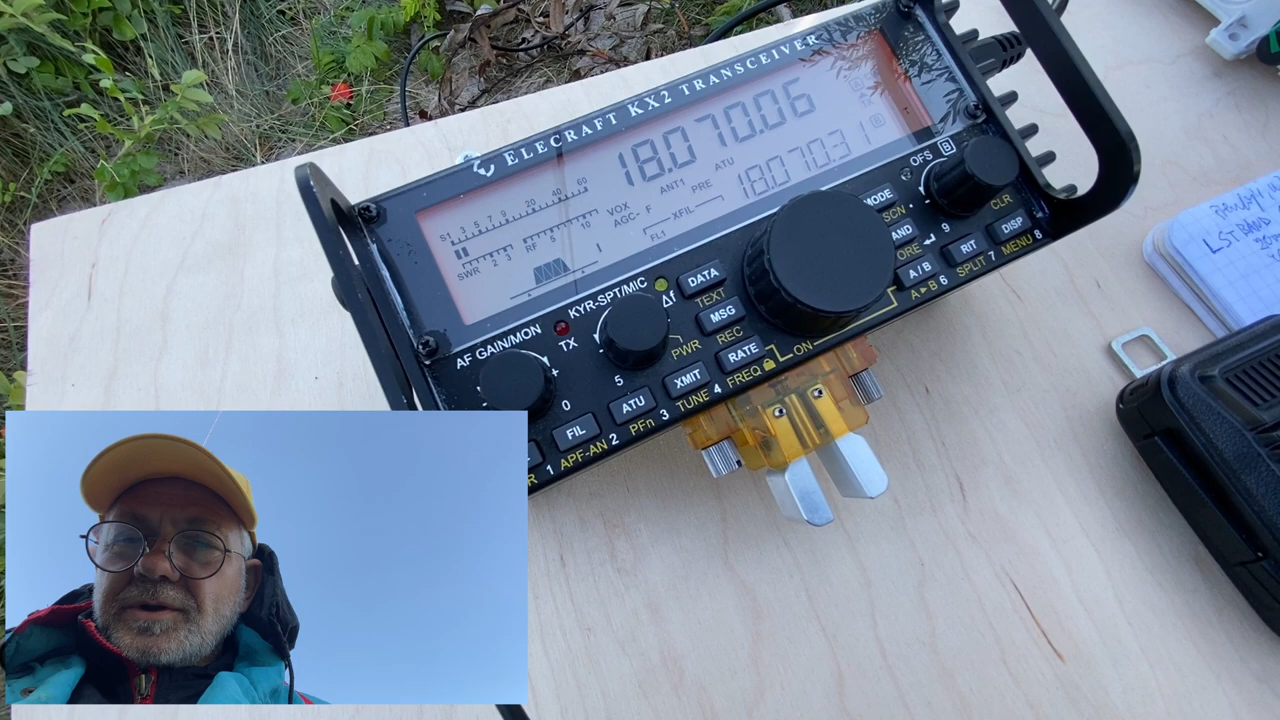 ELECRAFT KX2 TRANSCEIVER
18.070.06
18.070.31
ANT1 PRE ATU
S1 3 5 7 9 20 40 60
SWR 2 3 RF 5 10
VOX
AGC- F
FL1 XFIL
B
OFS B
AF GAIN/MON
TX
KYR-SPT/MIC
Δf
DATA
TEXT
MSG
REC
PWR
RATE
FREQ
ON
XMIT
TUNE 4
ATU
PFn 3
FIL
APF-AN 2
1
0
5
MODE
SCN
CLR
9
DISP
MENU 8
RIT
SPLIT 7
A/B
A▸B 6
LST BAND